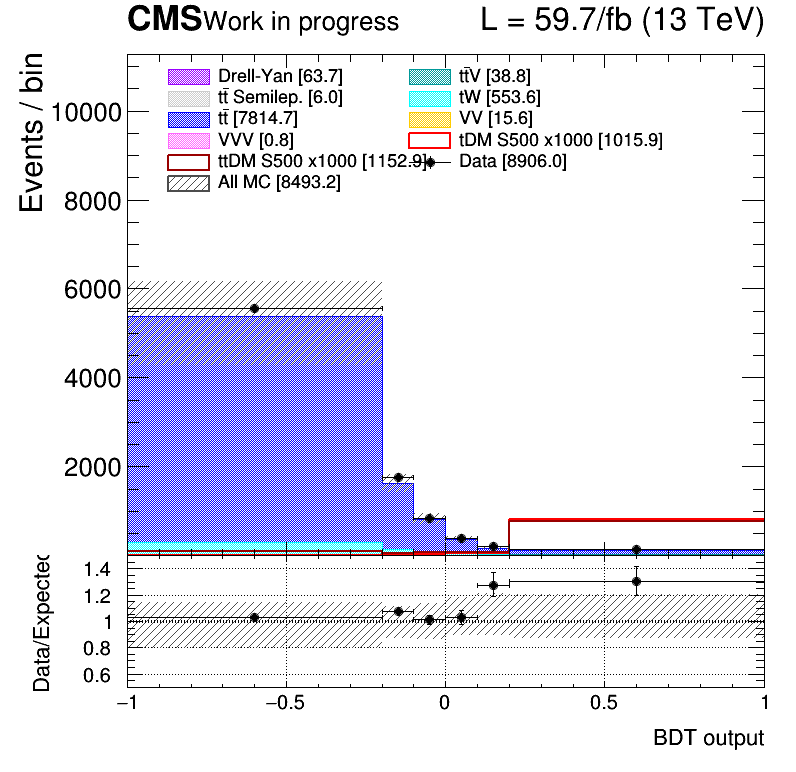 CMS Work in progress L = 59.7/fb (13 TeV)
Events / bin
Drell-Yan [63.7] tt̄V [38.8]
tt̄ Semilep. [6.0] tW [553.6]
tt̄ [7814.7] VV [15.6]
VVV [0.8] tDM S500 x1000 [1015.9]
ttDM S500 x1000 [1152.9] Data [8906.0]
All MC [8493.2]
10000
8000
6000
4000
2000
Data/Expected
1.4
1.2
1
0.8
0.6
−1 −0.5 0 0.5 1
BDT output